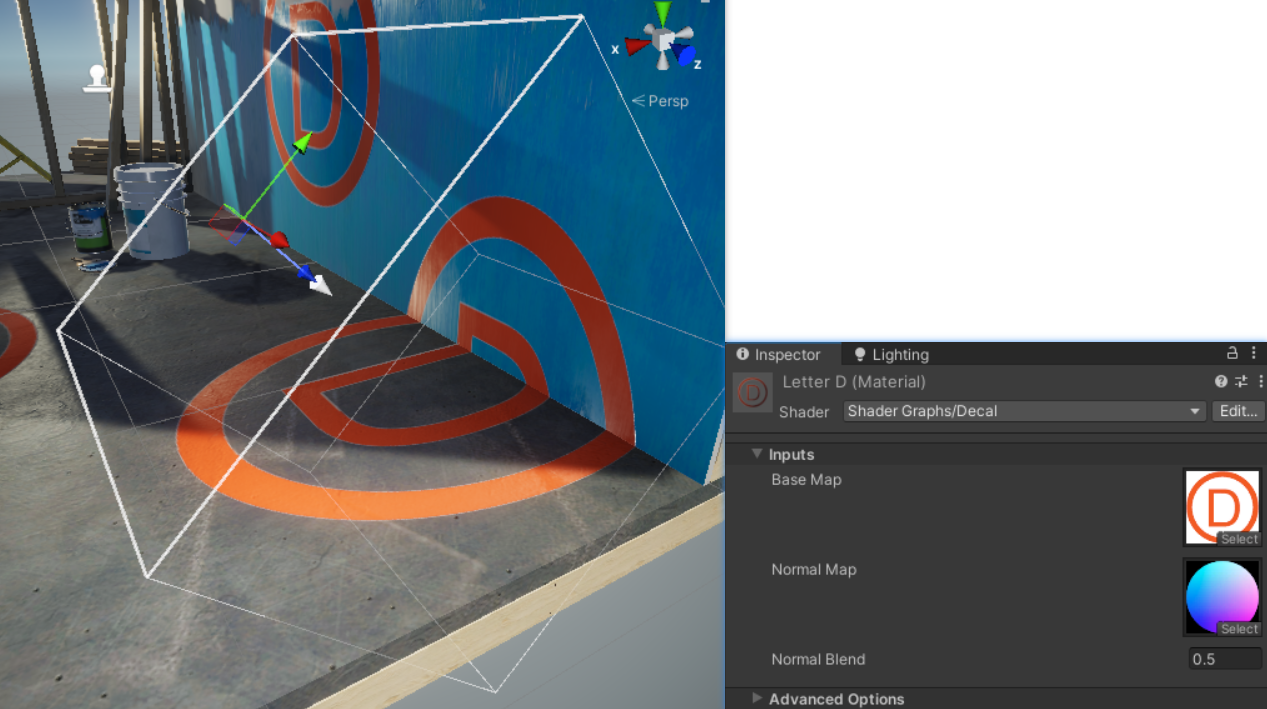 D
x
z
Persp
D
Inspector
Lighting
Letter D (Material)
Shader
Shader Graphs/Decal
Edit...
Inputs
Base Map
D
Select
Normal Map
Select
Normal Blend
0.5
Advanced Options